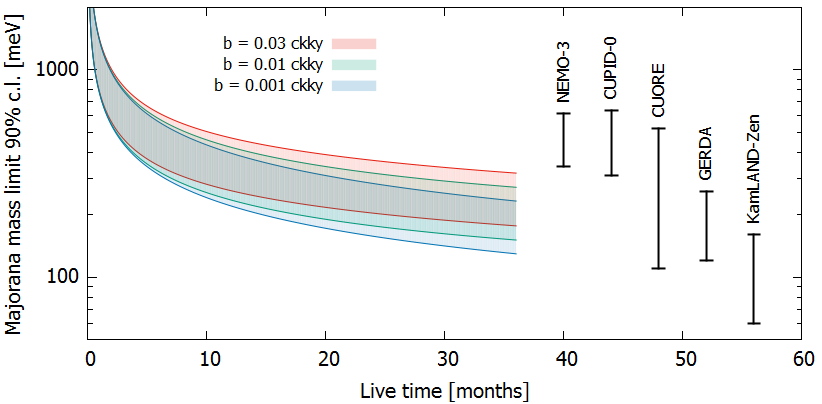 Majorana mass limit 90% c.l. [meV]
1000
100
b = 0.03 ckky
b = 0.01 ckky
b = 0.001 ckky
NEMO-3
CUPID-0
CUORE
GERDA
KamLAND-Zen
0 10 20 30 40 50 60
Live time [months]